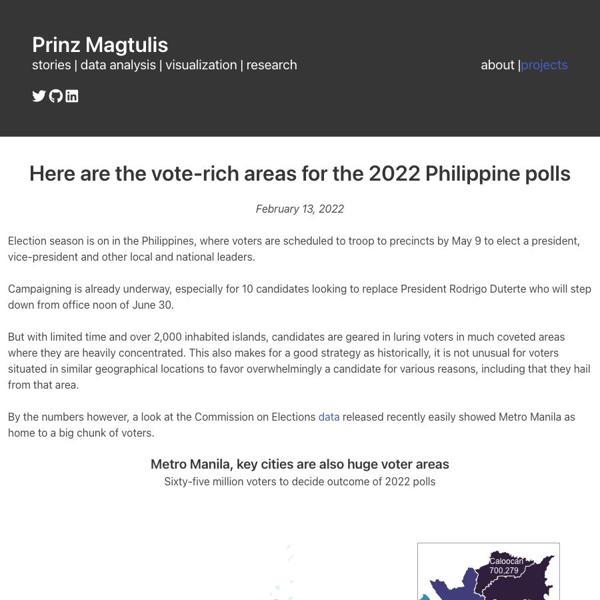 Prinz Magtulis
stories | data analysis | visualization | research
about |projects
Here are the vote-rich areas for the 2022 Philippine polls
February 13, 2022
Election season is on in the Philippines, where voters are scheduled to troop to precincts by May 9 to elect a president,
vice-president and other local and national leaders.
Campaigning is already underway, especially for 10 candidates looking to replace President Rodrigo Duterte who will step
down from office noon of June 30.
But with limited time and over 2,000 inhabited islands, candidates are geared in luring voters in much coveted areas
where they are heavily concentrated. This also makes for a good strategy as historically, it is not unusual for voters
situated in similar geographical locations to favor overwhelmingly a candidate for various reasons, including that they hail
from that area.
By the numbers however, a look at the Commission on Elections data released recently easily showed Metro Manila as
home to a big chunk of voters.
Metro Manila, key cities are also huge voter areas
Sixty-five million voters to decide outcome of 2022 polls
Caloocan
700,279